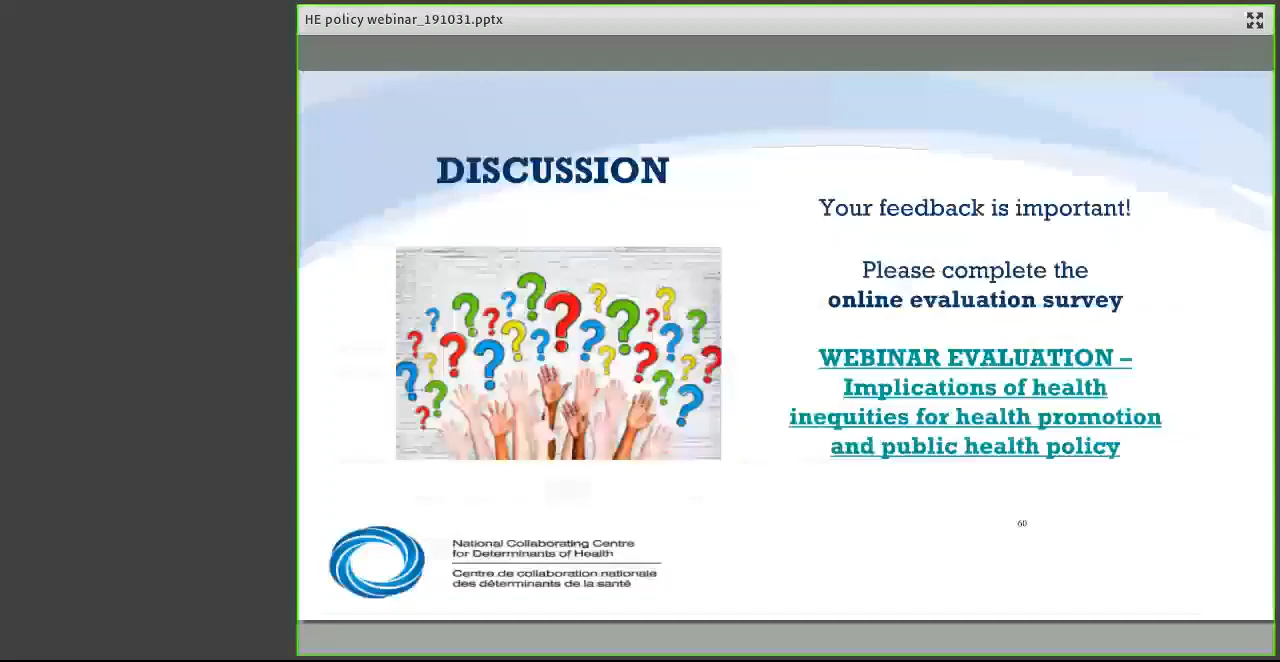 HE policy webinar_191031.pptx
DISCUSSION
Your feedback is important!
Please complete the
online evaluation survey
WEBINAR EVALUATION –
Implications of health
inequities for health promotion
and public health policy
60
National Collaborating Centre
for Determinants of Health
Centre de collaboration nationale
des déterminants de la santé